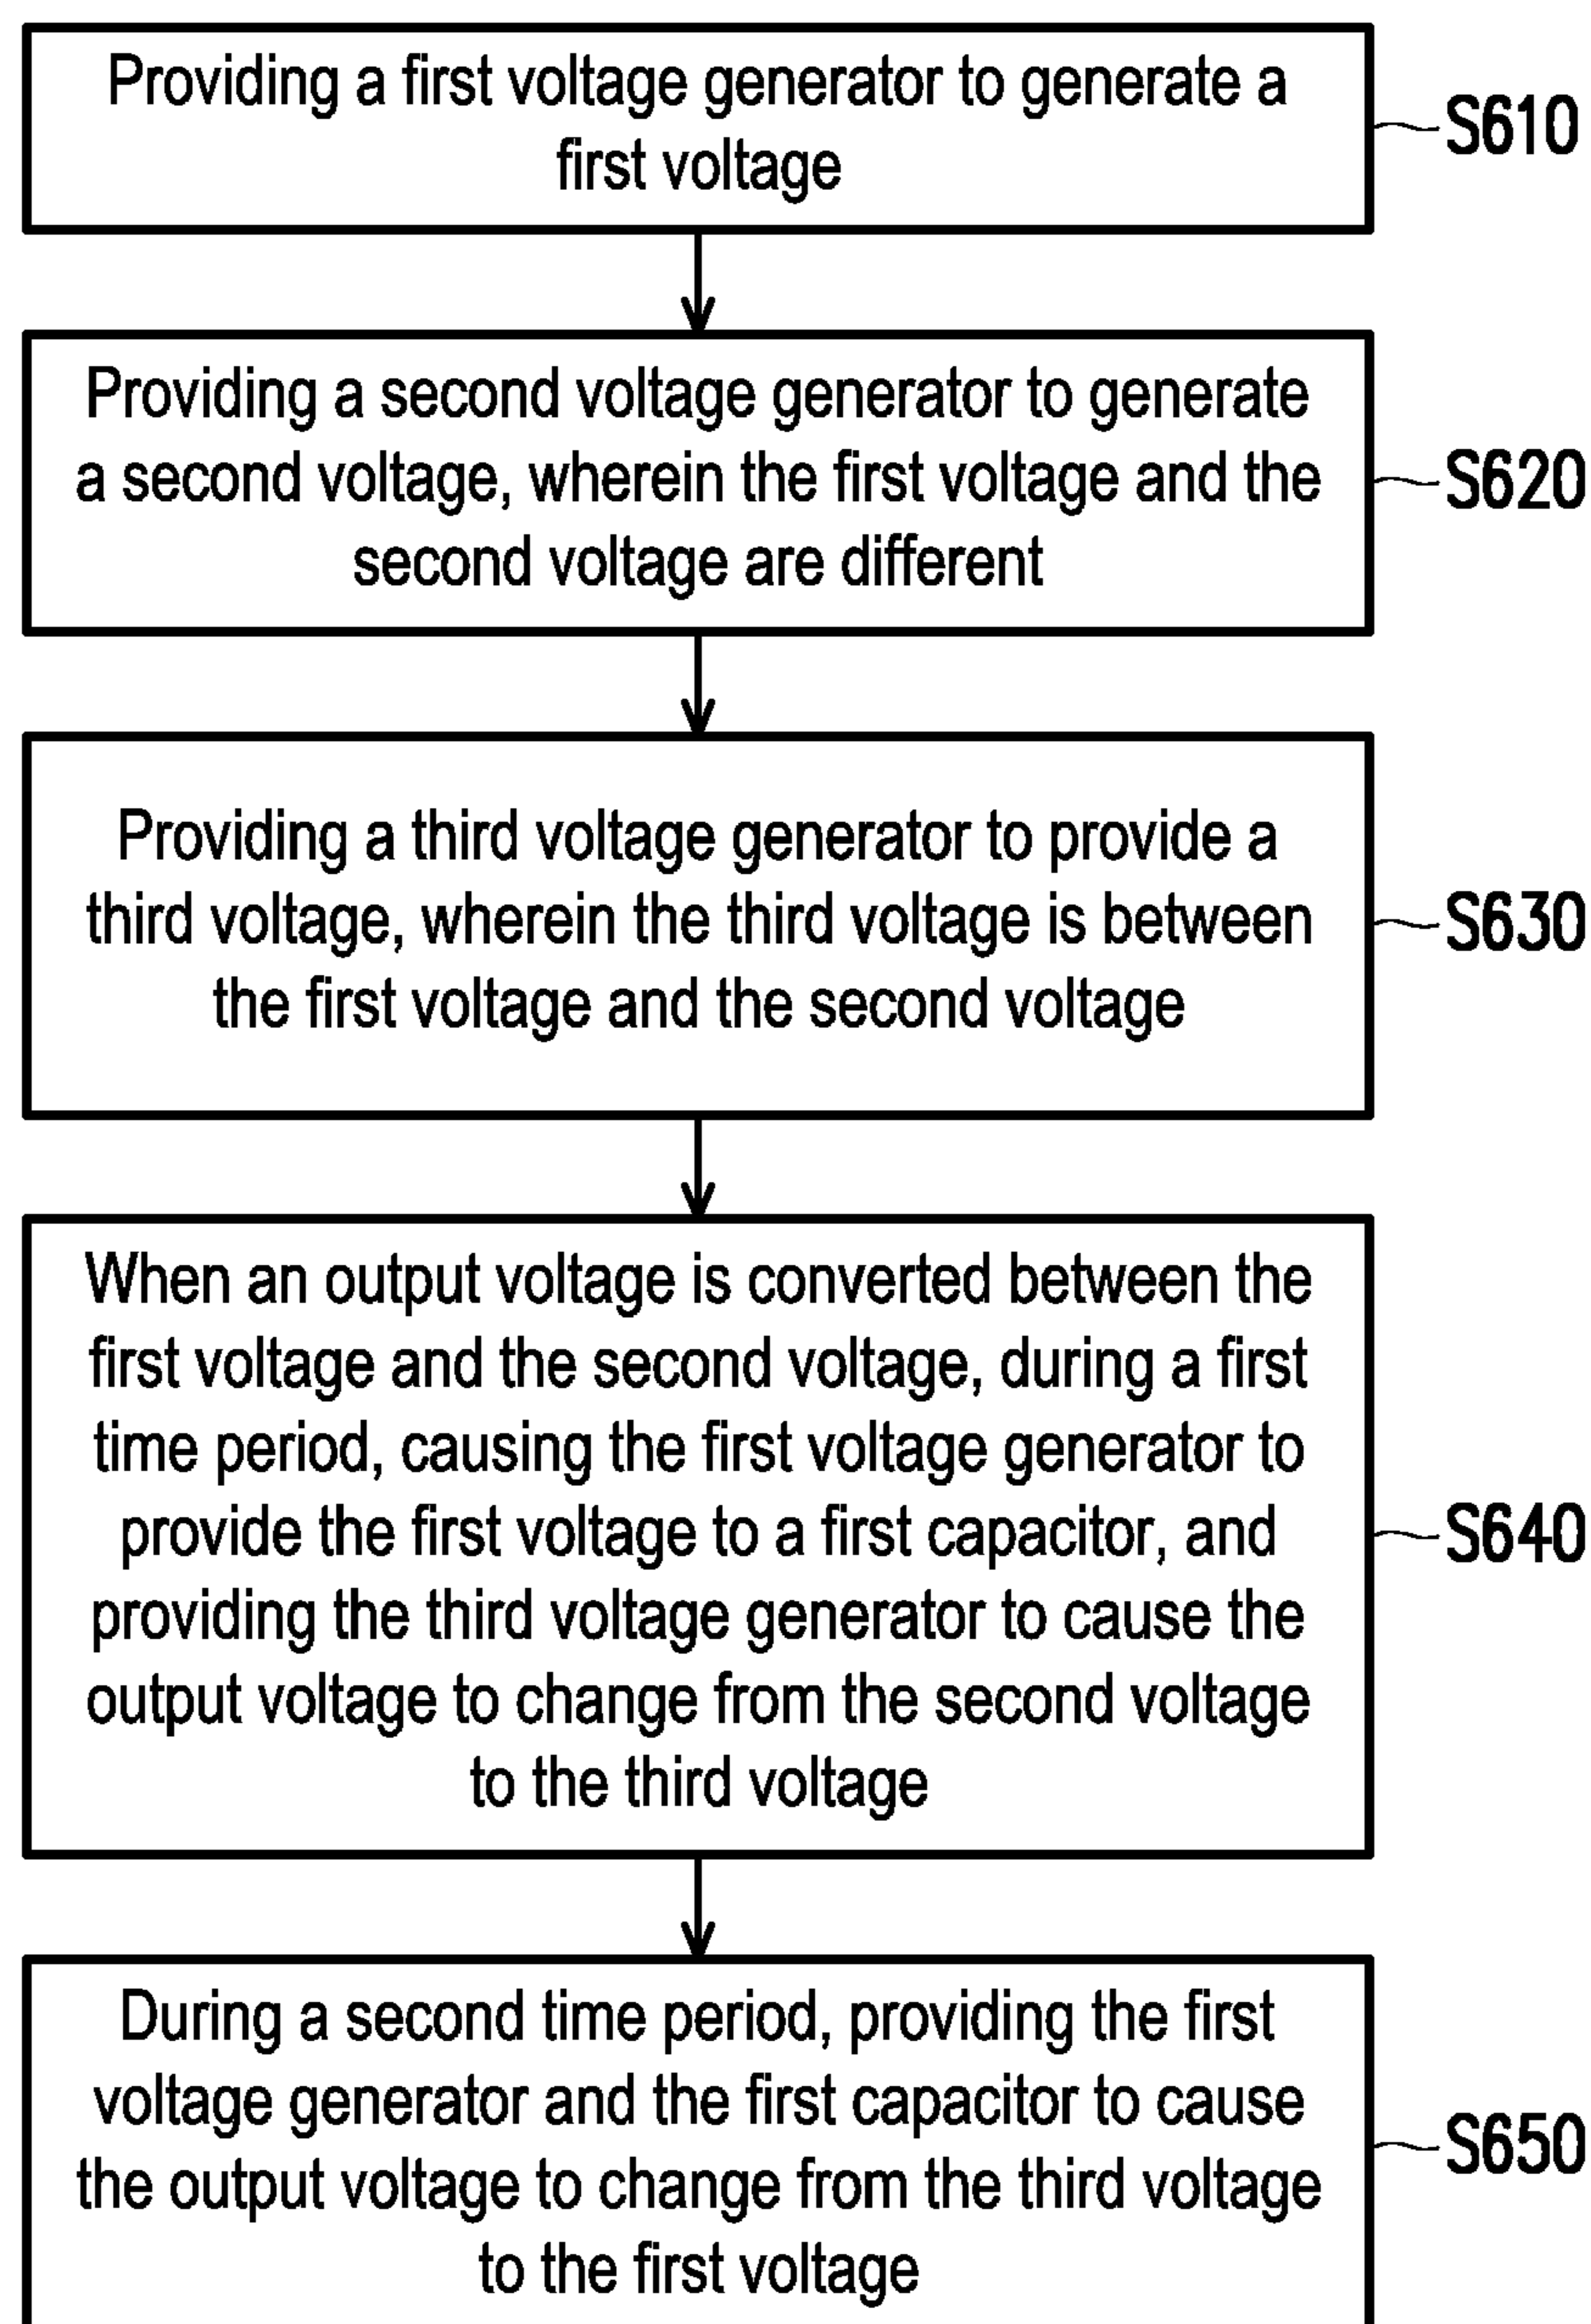 Providing a first voltage generator to generate a
first voltage
S610
Providing a second voltage generator to generate
a second voltage, wherein the first voltage and the
second voltage are different
S620
Providing a third voltage generator to provide a
third voltage, wherein the third voltage is between
the first voltage and the second voltage
S630
When an output voltage is converted between the
first voltage and the second voltage, during a first
time period, causing the first voltage generator to
provide the first voltage to a first capacitor, and
providing the third voltage generator to cause the
output voltage to change from the second voltage
to the third voltage
S640
During a second time period, providing the first
voltage generator and the first capacitor to cause
the output voltage to change from the third voltage
to the first voltage
S650